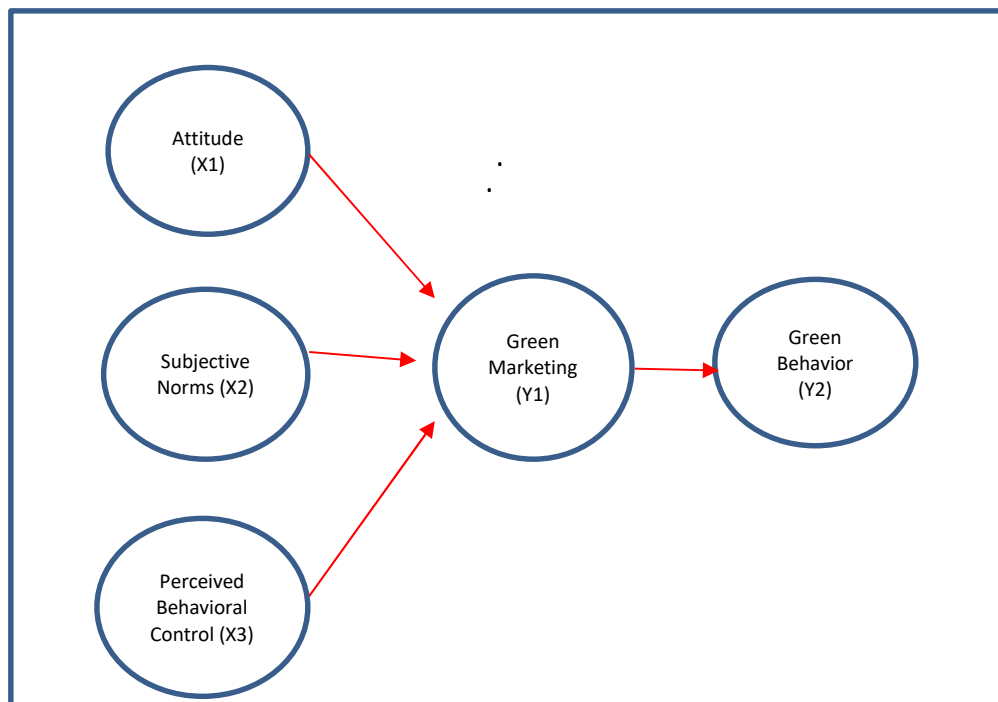 Attitude
(X1)
Subjective
Norms (X2)
Perceived
Behavioral
Control (X3)
Green
Marketing
(Y1)
Green
Behavior
(Y2)